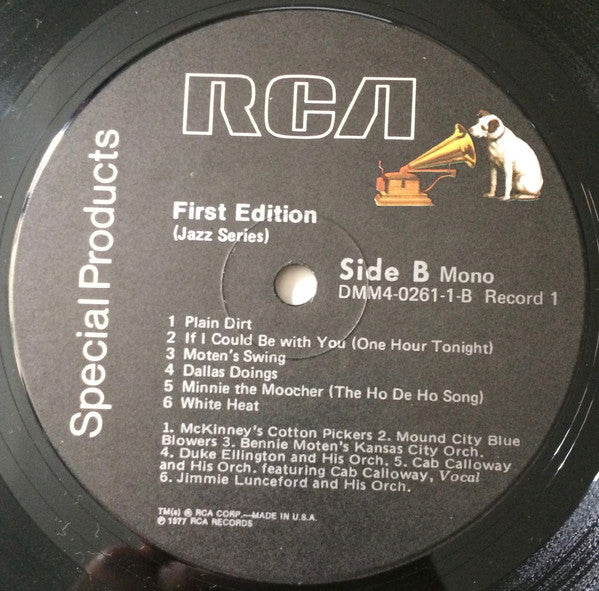 RCA
Special Products
First Edition
(Jazz Series)
Side B Mono
DMM4-0261-1-B Record 1
1 Plain Dirt
2 If I Could Be with You (One Hour Tonight)
3 Moten's Swing
4 Dallas Doings
5 Minnie the Moocher (The Ho De Ho Song)
6 White Heat
1. McKinney's Cotton Pickers 2. Mound City Blue
Blowers 3. Bennie Moten's Kansas City Orch.
4. Duke Ellington and His Orch. 5. Cab Calloway
and His Orch. featuring Cab Calloway, Vocal
6. Jimmie Lunceford and His Orch.
TM(s) ® RCA CORP.—MADE IN U.S.A.
℗ 1977 RCA RECORDS